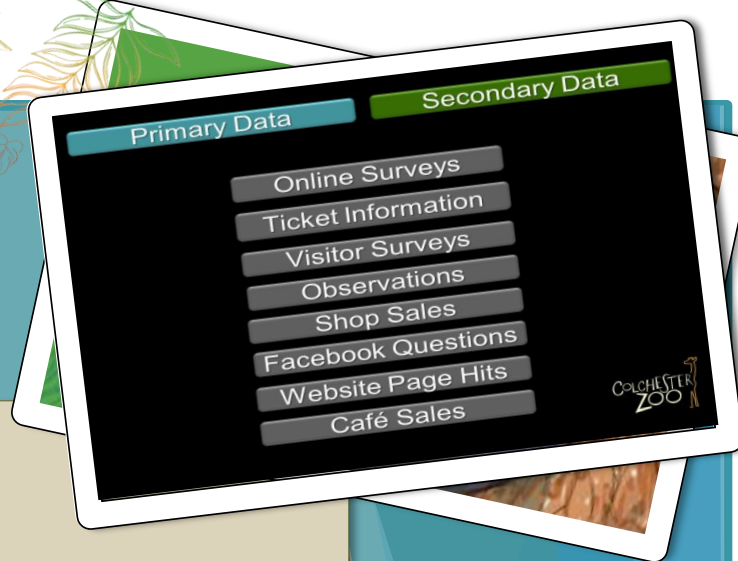 Primary Data
Secondary Data
Online Surveys
Ticket Information
Visitor Surveys
Observations
Shop Sales
Facebook Questions
Website Page Hits
Café Sales
COLCHESTER
ZOO